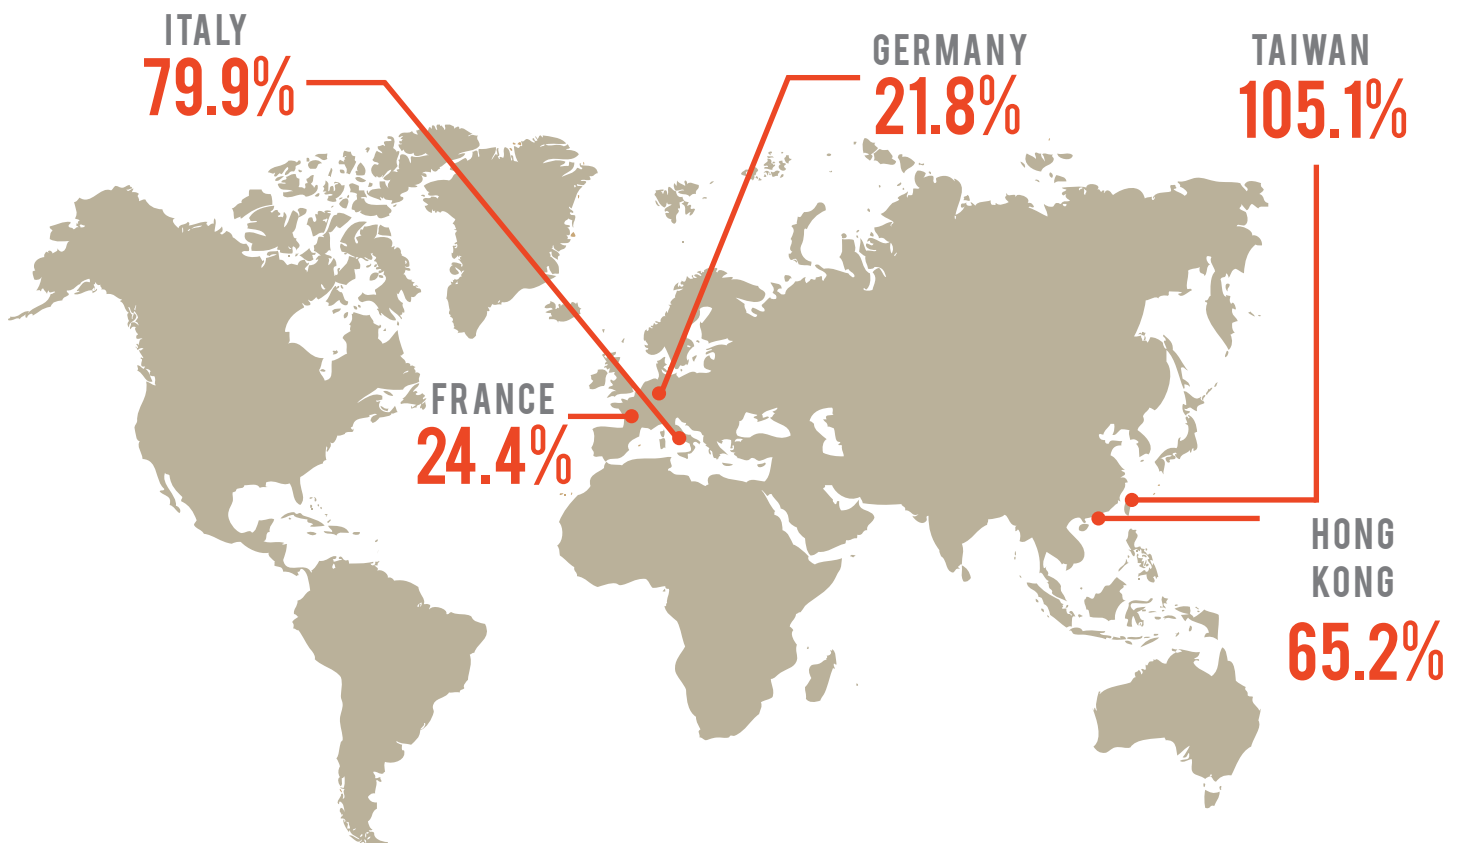 ITALY
79.9%
GERMANY
21.8%
TAIWAN
105.1%
FRANCE
24.4%
HONG
KONG
65.2%